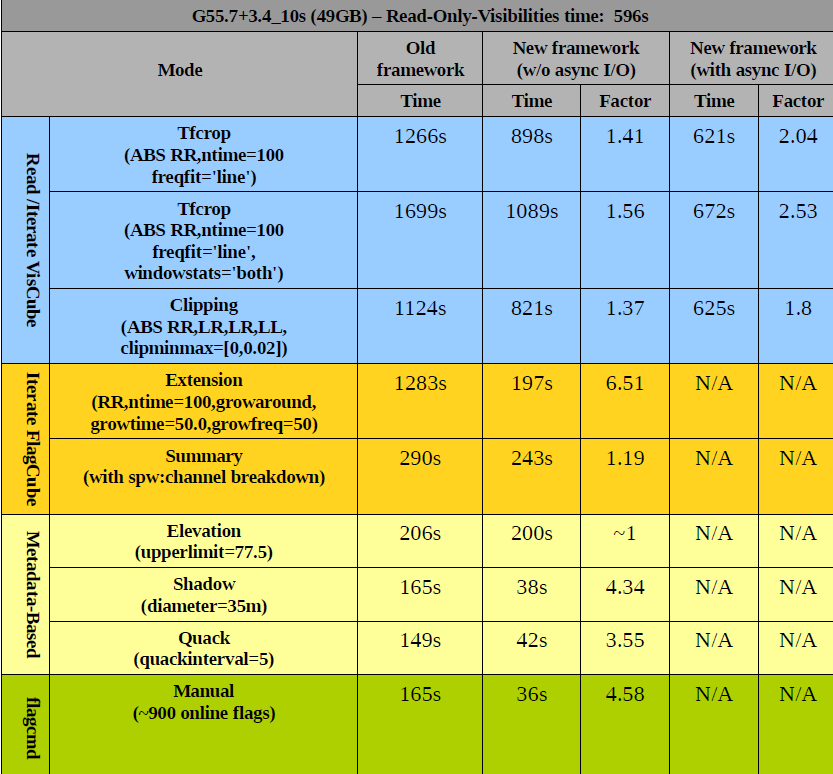 G55.7+3.4_10s (49GB) – Read-Only-Visibilities time: 596s
Mode
Old
framework
New framework
(w/o async I/O)
New framework
(with async I/O)
Time
Time
Factor
Time
Factor
Read /Iterate VisCube
Tfcrop
(ABS RR,ntime=100
freqfit='line')
1266s
898s
1.41
621s
2.04
Tfcrop
(ABS RR,ntime=100
freqfit='line',
windowstats='both')
1699s
1089s
1.56
672s
2.53
Clipping
(ABS RR,LR,LR,LL,
clipminmax=[0,0.02])
1124s
821s
1.37
625s
1.8
Iterate FlagCube
Extension
(RR,ntime=100,growaround,
growtime=50.0,growfreq=50)
1283s
197s
6.51
N/A
N/A
Summary
(with spw:channel breakdown)
290s
243s
1.19
N/A
N/A
Metadata-Based
Elevation
(upperlimit=77.5)
206s
200s
~1
N/A
N/A
Shadow
(diameter=35m)
165s
38s
4.34
N/A
N/A
Quack
(quackinterval=5)
149s
42s
3.55
N/A
N/A
flagcmd
Manual
(~900 online flags)
165s
36s
4.58
N/A
N/A